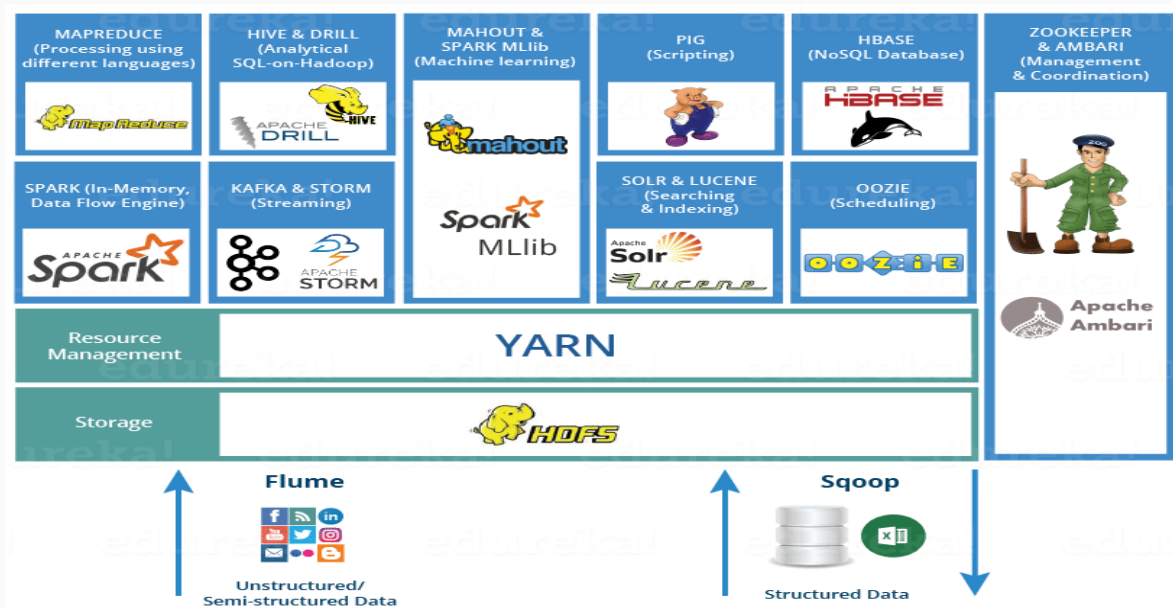 edureka!
MAPREDUCE
(Processing using
different languages)
Map Reduce
HIVE & DRILL
(Analytical
SQL-on-Hadoop)
HIVE
APACHE
DRILL
MAHOUT &
SPARK MLlib
(Machine learning)
mahout
Spark
MLlib
PIG
(Scripting)
HBASE
(NoSQL Database)
APACHE
HBASE
ZOOKEEPER
& AMBARI
(Management
& Coordination)
ZOO
Apache
Ambari
SPARK (In-Memory,
Data Flow Engine)
APACHE
Spark
KAFKA & STORM
(Streaming)
APACHE
STORM
SOLR & LUCENE
(Searching
& Indexing)
Apache
Solr
Lucene
OOZIE
(Scheduling)
OOZiE
Resource
Management
YARN
Storage
HDFS
Flume
Unstructured/
Semi-structured Data
Sqoop
Structured Data